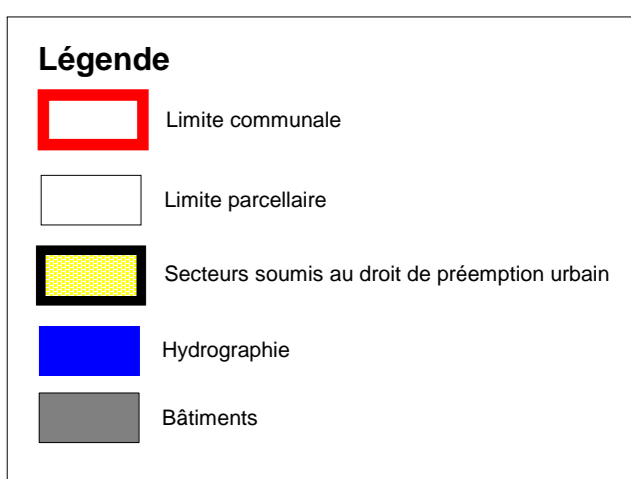 Légende
Limite communale
Limite parcellaire
Secteurs soumis au droit de préemption urbain
Hydrographie
Bâtiments